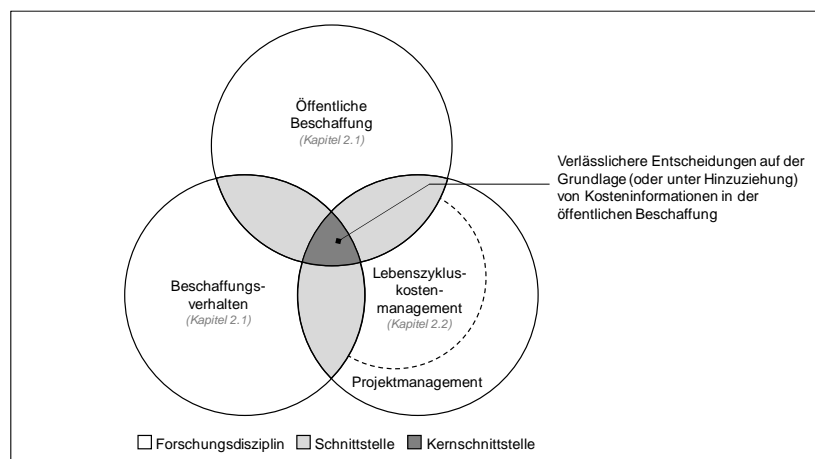 Öffentliche
Beschaffung
(Kapitel 2.1)
Verlässlichere Entscheidungen auf der
Grundlage (oder unter Hinzuziehung)
von Kosteninformationen in der
öffentlichen Beschaffung
Beschaffungs-
verhalten
(Kapitel 2.1)
Lebenszyklus-
kosten-
management
(Kapitel 2.2)
Projektmanagement
Forschungsdisziplin
Schnittstelle
Kernschnittstelle